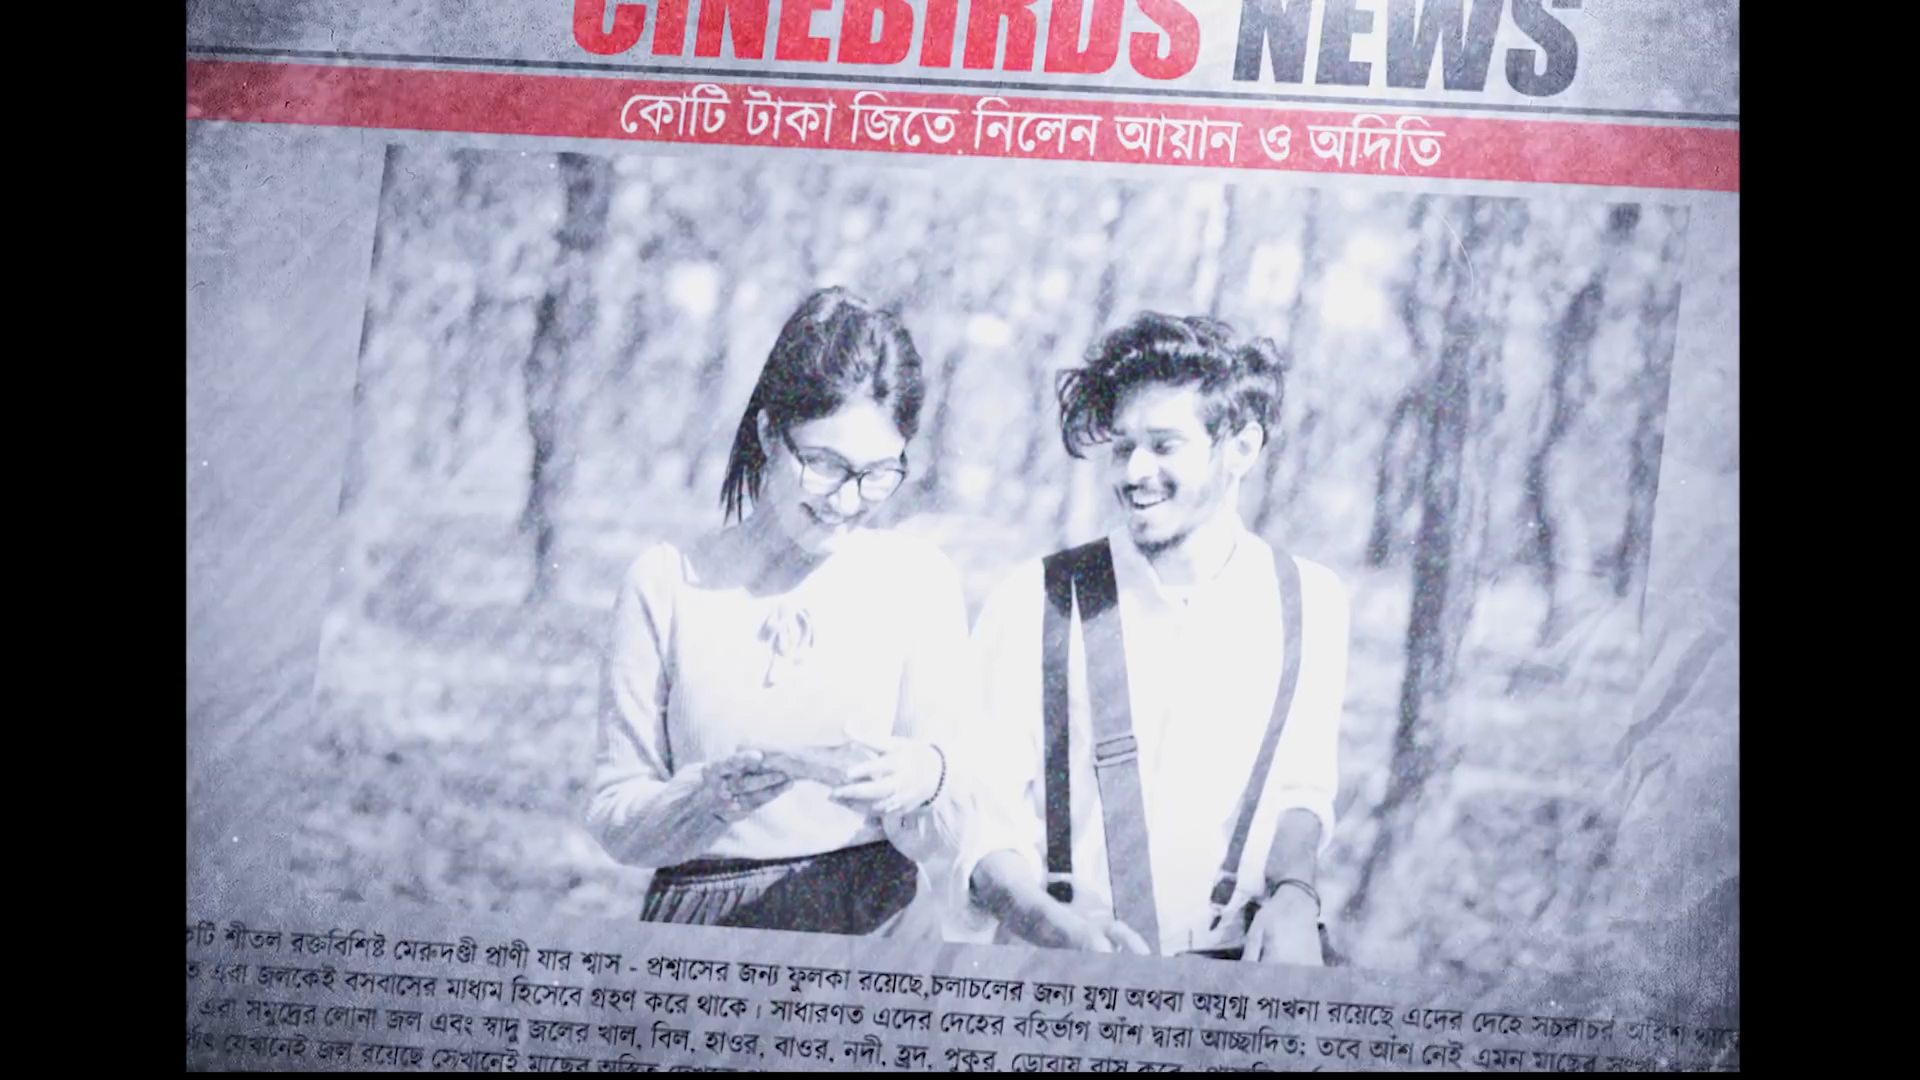 CINEBIRDS NEWS
কোটি টাকা জিতে নিলেন আয়ান ও অদিতি
শীতল রক্তবিশিষ্ট মেরুদণ্ডী প্রাণী যার শ্বাস - প্রশ্বাসের জন্য ফুলকা রয়েছে,চলাচলের জন্য যুগ্ম অথবা অযুগ্ম পাখনা রয়েছে এদের দেহে সচরাচর আঁইশ থাকে
এরা জলকেই বসবাসের মাধ্যম হিসেবে গ্রহণ করে থাকে। সাধারণত এদের দেহের বহির্ভাগ আঁশ দ্বারা আচ্ছাদিত; তবে আঁশ নেই এমন মাছের সংখ্যা
এরা সমুদ্রের লোনা জল এবং স্বাদু জলের খাল, বিল, হাওর, বাওর, নদী, হ্রদ, পুকুর, ডোবায় বাস করে
যেখানেই জল রয়েছে সেখানেই মাছের অস্তিত্ব